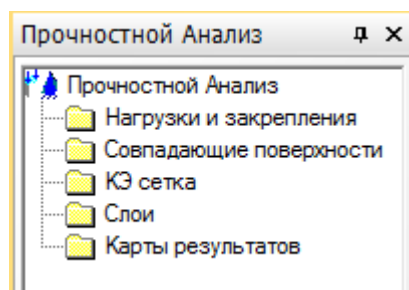 Прочностной Анализ
Прочностной Анализ
Нагрузки и закрепления
Совпадающие поверхности
КЭ сетка
Слои
Карты результатов